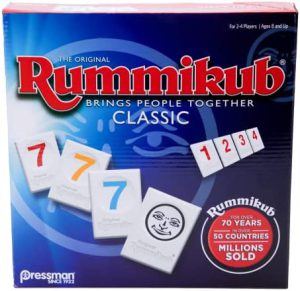 For 2-4 Players | Ages 8 and Up
THE ORIGINAL
Rummikub®
BRINGS PEOPLE TOGETHER
CLASSIC
7
7
7
1 2 3 4
Rummikub
FOR OVER
70 YEARS
IN OVER
50 COUNTRIES
MILLIONS
SOLD
Pressman
SINCE 1922